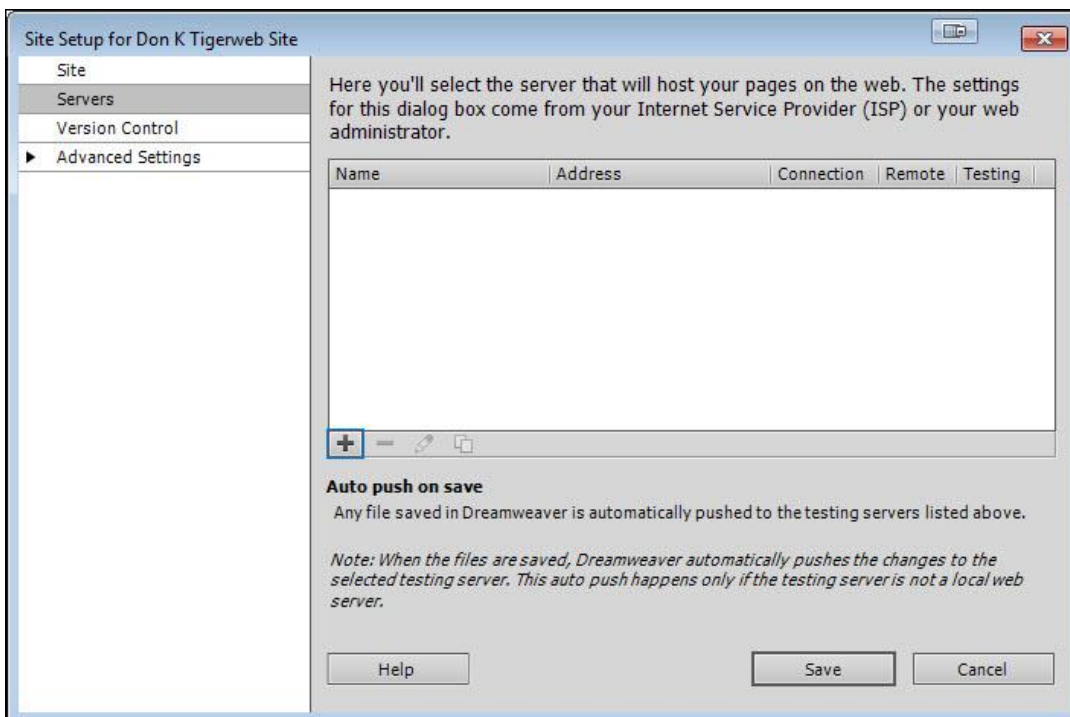 Site Setup for Don K Tigerweb Site
Site
Servers
Version Control
Advanced Settings
Here you'll select the server that will host your pages on the web. The settings
for this dialog box come from your Internet Service Provider (ISP) or your web
administrator.
Name Address Connection Remote Testing
Auto push on save
Any file saved in Dreamweaver is automatically pushed to the testing servers listed above.
Note: When the files are saved, Dreamweaver automatically pushes the changes to the
selected testing server. This auto push happens only if the testing server is not a local web
server.
Help Save Cancel